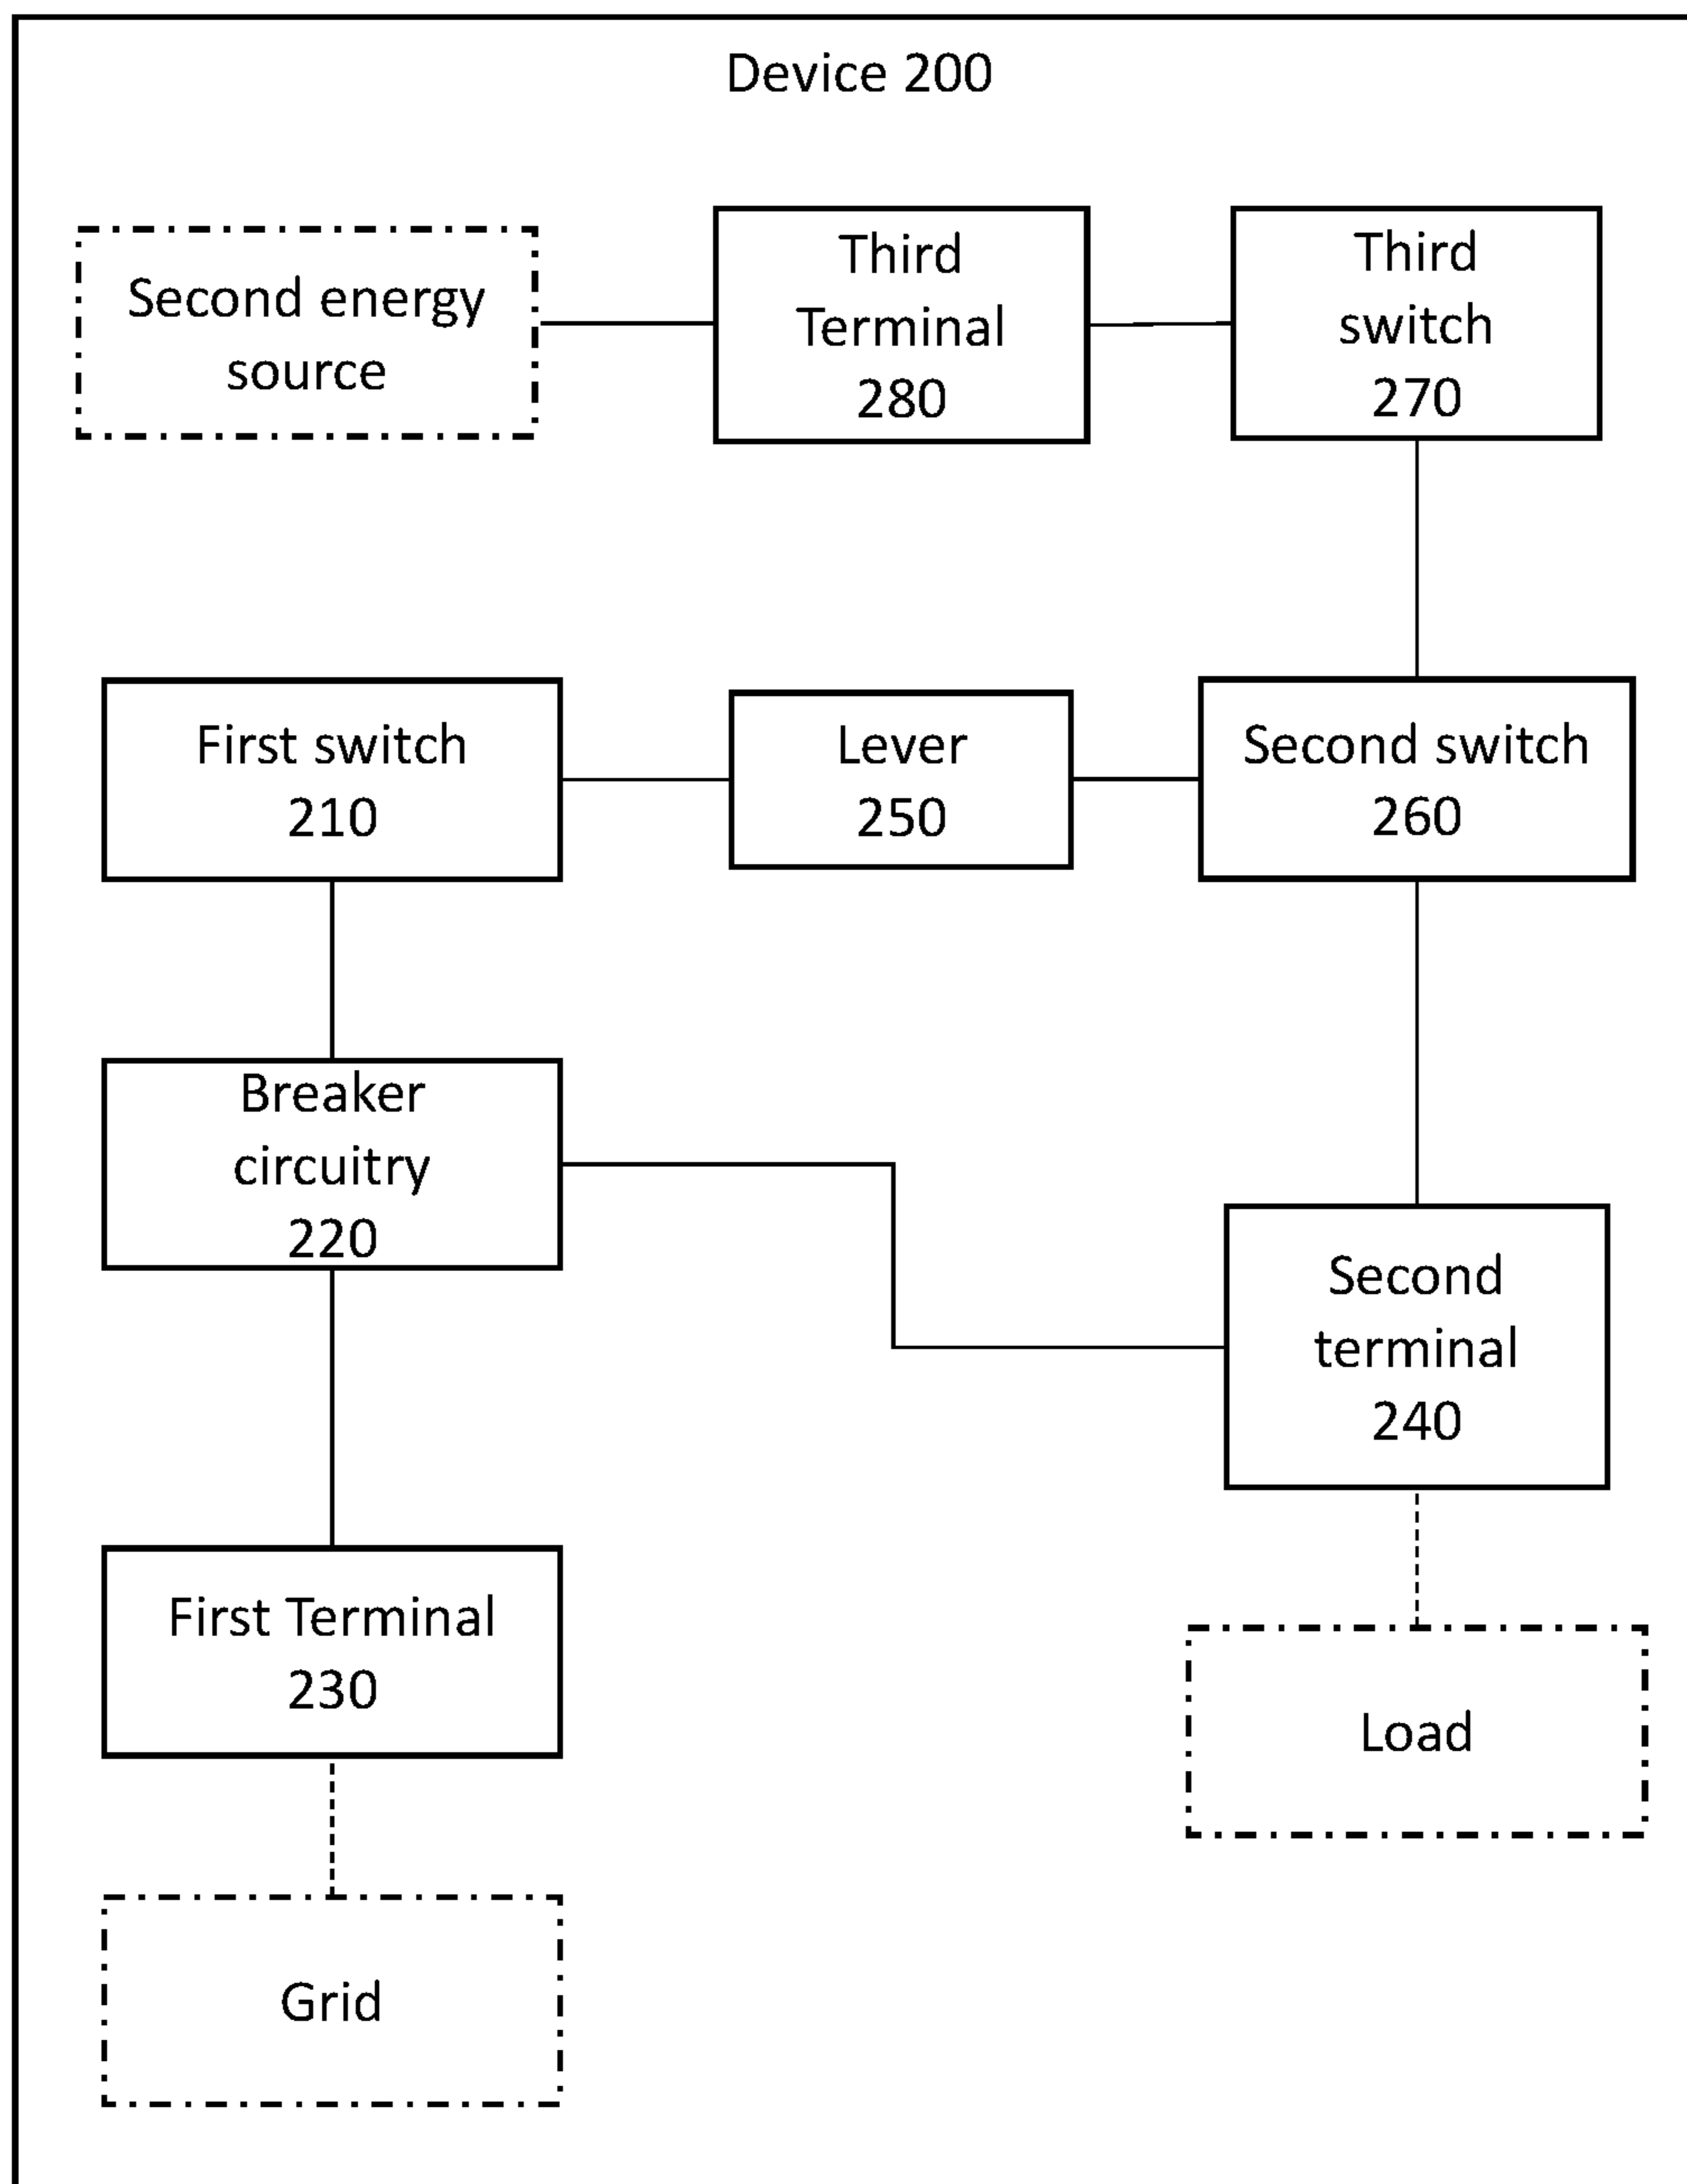 Device 200
Second energy
source
Third
Terminal
280
Third
switch
270
First switch
210
Lever
250
Second switch
260
Breaker
circuitry
220
Second
terminal
240
First Terminal
230
Load
Grid